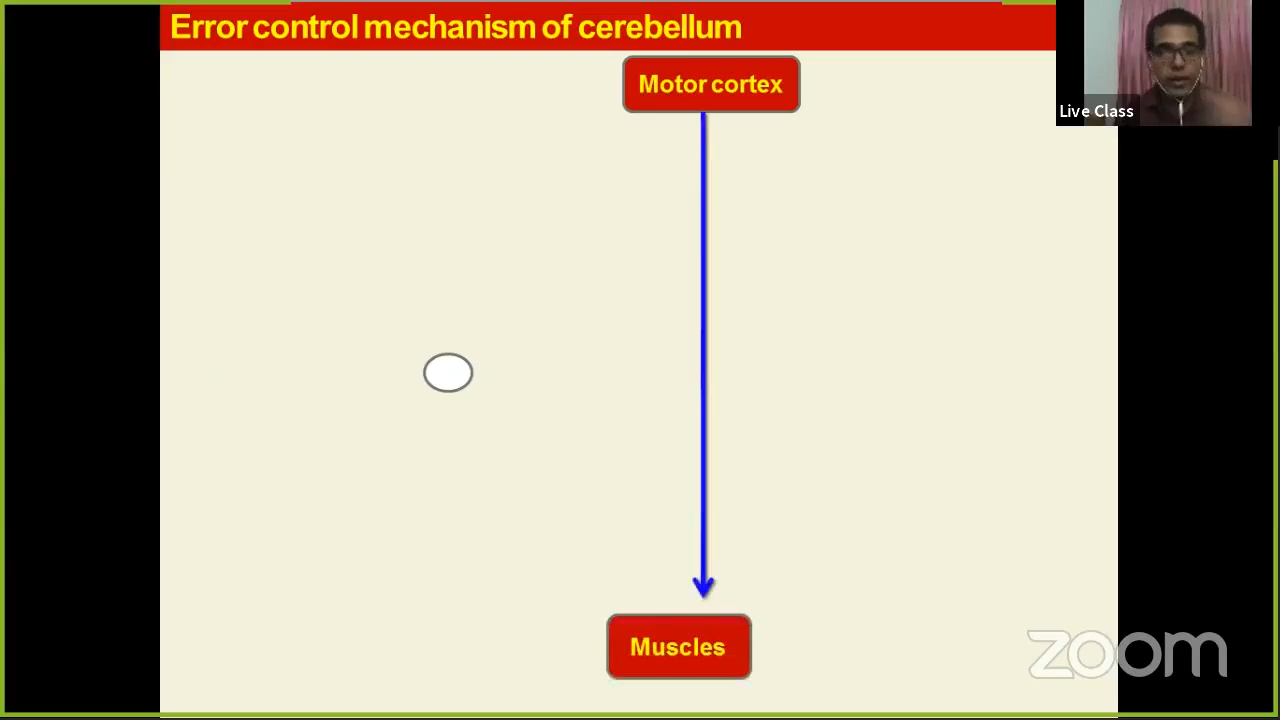 Error control mechanism of cerebellum
Motor cortex
Live Class
Muscles
zoom